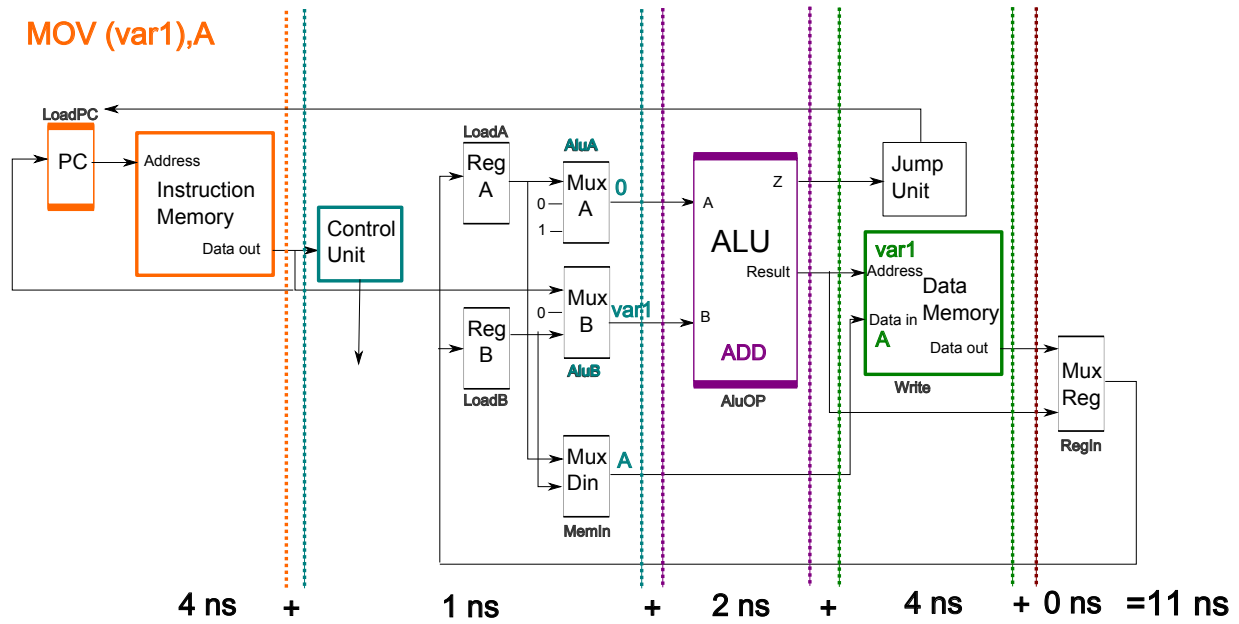 MOV (var1),A
LoadPC
PC
Address
Instruction
Memory
Data out
Control
Unit
LoadA
Reg
A
AluA
Mux
A
0
1
0
Mux
B
0
var1
AluB
Reg
B
LoadB
Mux
Din
A
MemIn
A
B
Z
ALU
Result
ADD
AluOP
Jump
Unit
var1
Address
Data
Memory
Data in
A
Data out
Write
Mux
Reg
RegIn
4 ns + 1 ns + 2 ns + 4 ns + 0 ns =11 ns